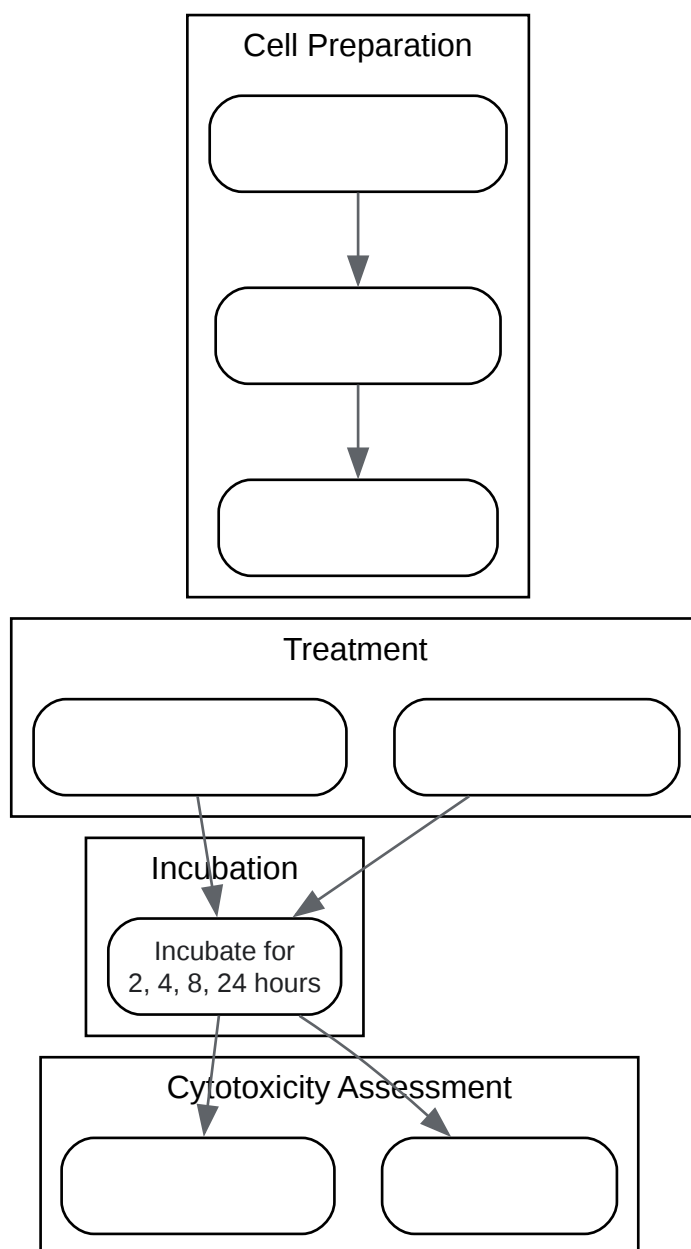 Cell Preparation
Treatment
Incubation
Incubate for
2, 4, 8, 24 hours
Cytotoxicity Assessment